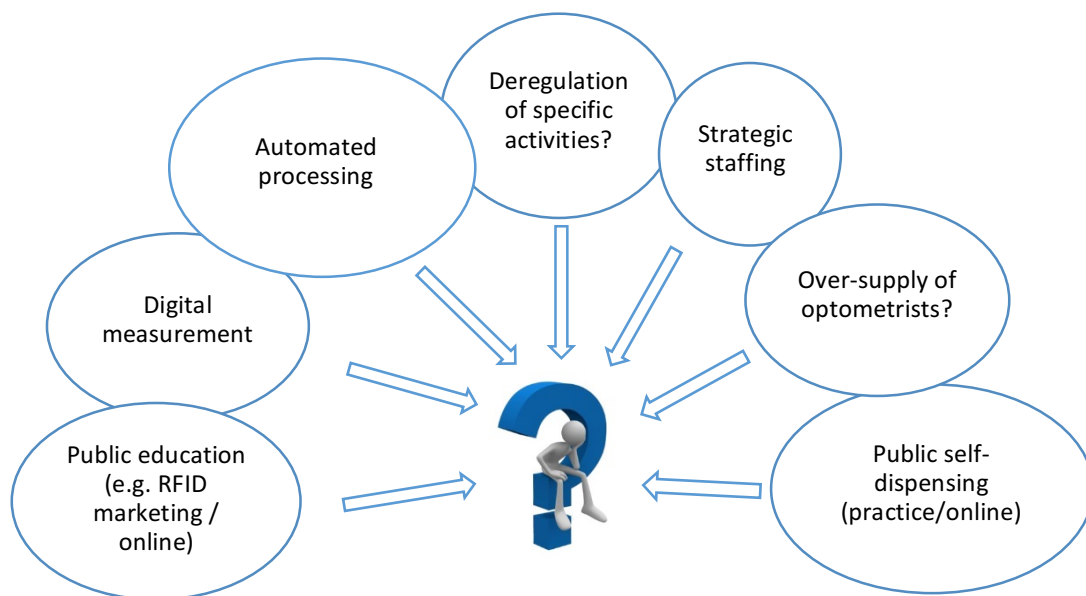 Deregulation
of specific
activities?
Automated
processing
Strategic
staffing
Digital
measurement
Over-supply of
optometrists?
Public education
(e.g. RFID
marketing /
online)
Public self-
dispensing
(practice/online)